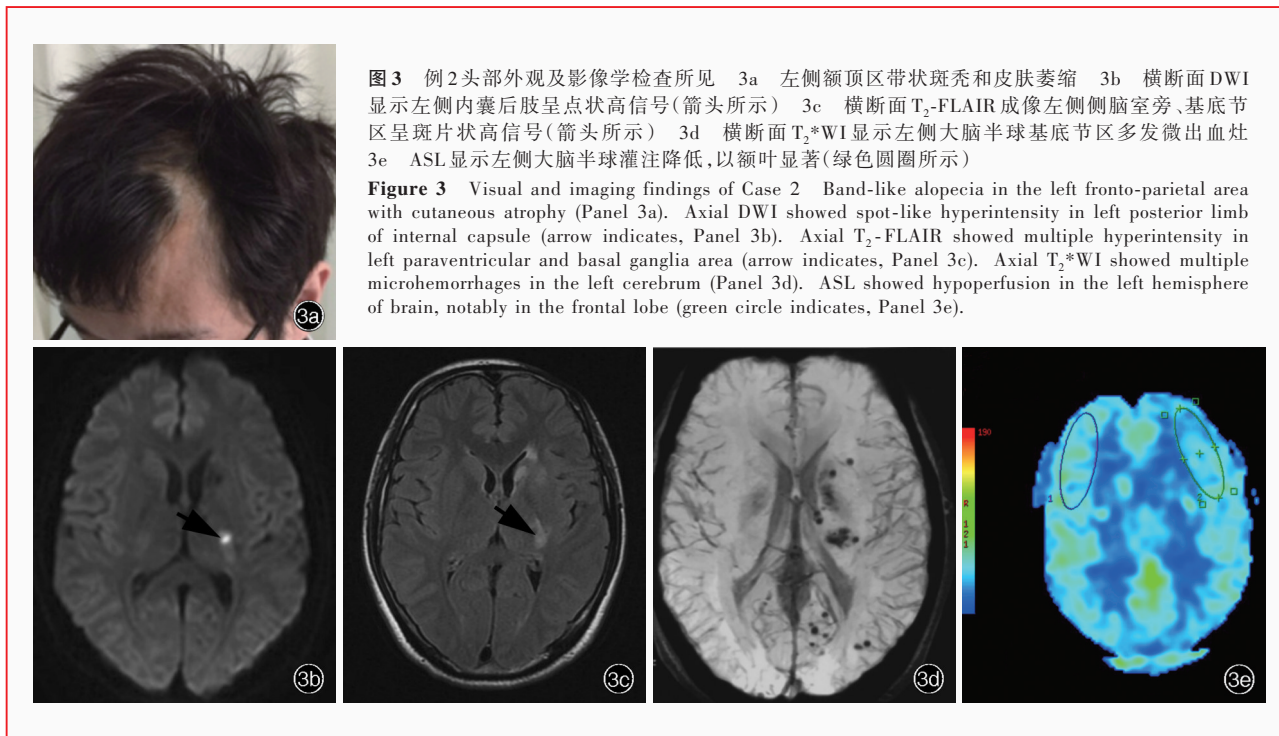 图3 例2头部外观及影像学检查所见 3a 左侧额顶区带状斑秃和皮肤萎缩 3b 横断面DWI
显示左侧内囊后肢呈点状高信号(箭头所示) 3c 横断面T₂-FLAIR成像左侧侧脑室旁、基底节
区呈斑片状高信号(箭头所示) 3d 横断面T₂*WI显示左侧大脑半球基底节区多发微出血灶
3e ASL显示左侧大脑半球灌注降低,以额叶显著(绿色圆圈所示)
Figure 3 Visual and imaging findings of Case 2 Band-like alopecia in the left fronto-parietal area
with cutaneous atrophy (Panel 3a). Axial DWI showed spot-like hyperintensity in left posterior limb
of internal capsule (arrow indicates, Panel 3b). Axial T₂-FLAIR showed multiple hyperintensity in
left paraventricular and basal ganglia area (arrow indicates, Panel 3c). Axial T₂*WI showed multiple
microhemorrhages in the left cerebrum (Panel 3d). ASL showed hypoperfusion in the left hemisphere
of brain, notably in the frontal lobe (green circle indicates, Panel 3e).
3a
3b
3c
3d
190
R
1
2
1
1
2
3e